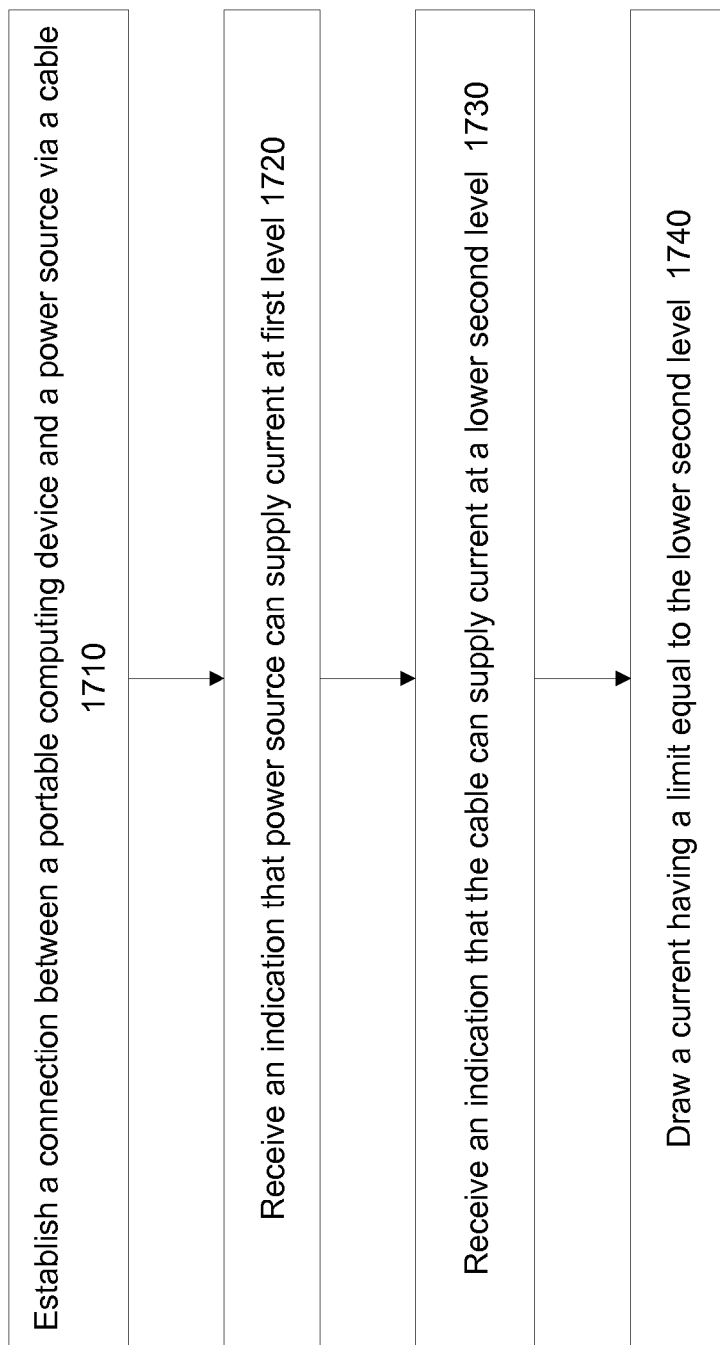 Establish a connection between a portable computing device and a power source via a cable
1710
Receive an indication that power source can supply current at first level 1720
Receive an indication that the cable can supply current at a lower second level 1730
Draw a current having a limit equal to the lower second level 1740